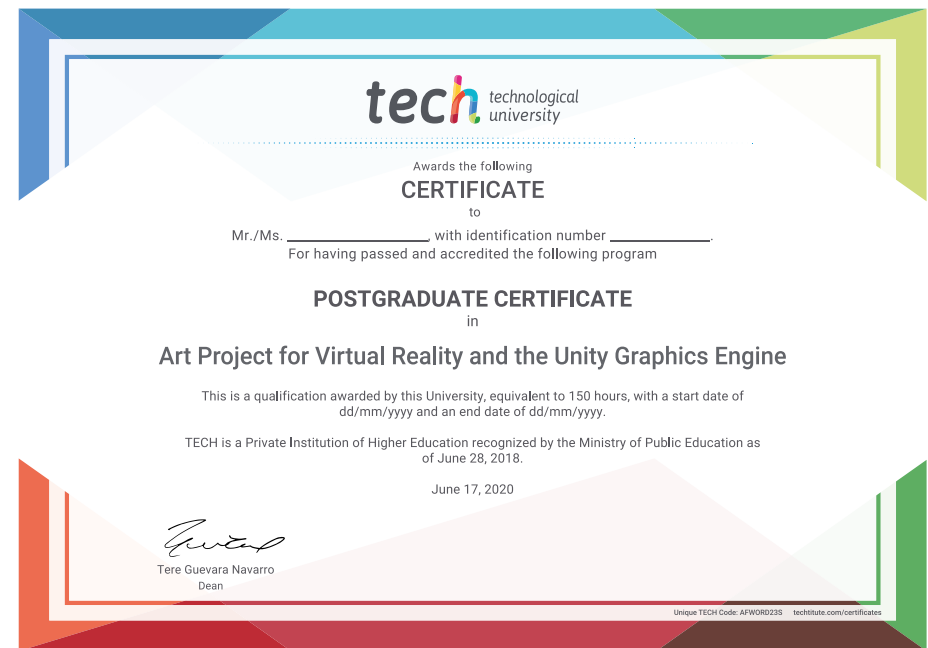 tech technological
university
Awards the following
CERTIFICATE
to
Mr./Ms. ____________________, with identification number ______________.
For having passed and accredited the following program
POSTGRADUATE CERTIFICATE
in
Art Project for Virtual Reality and the Unity Graphics Engine
This is a qualification awarded by this University, equivalent to 150 hours, with a start date of
dd/mm/yyyy and an end date of dd/mm/yyyy.
TECH is a Private Institution of Higher Education recognized by the Ministry of Public Education as
of June 28, 2018.
June 17, 2020
Tere Guevara Navarro
Dean
Unique TECH Code: AFWORD23S techtitute.com/certificates